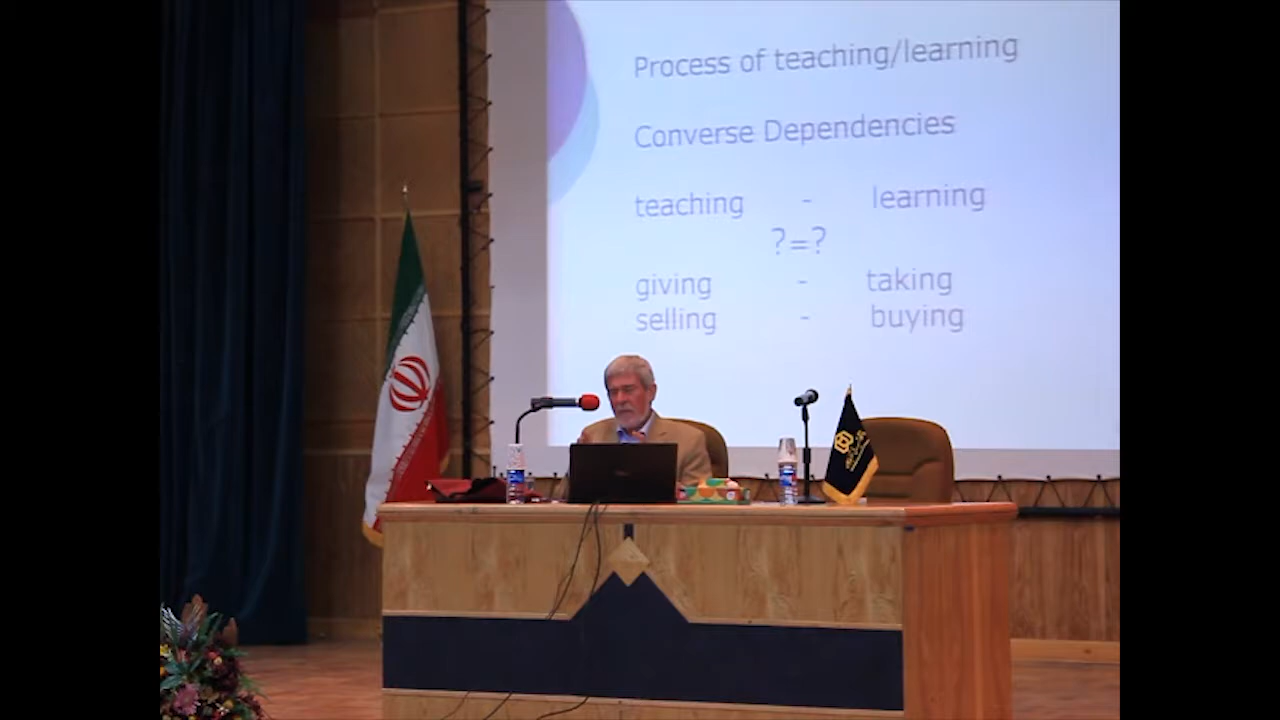 Process of teaching/learning
Converse Dependencies
teaching - learning
?=?
giving - taking
selling - buying